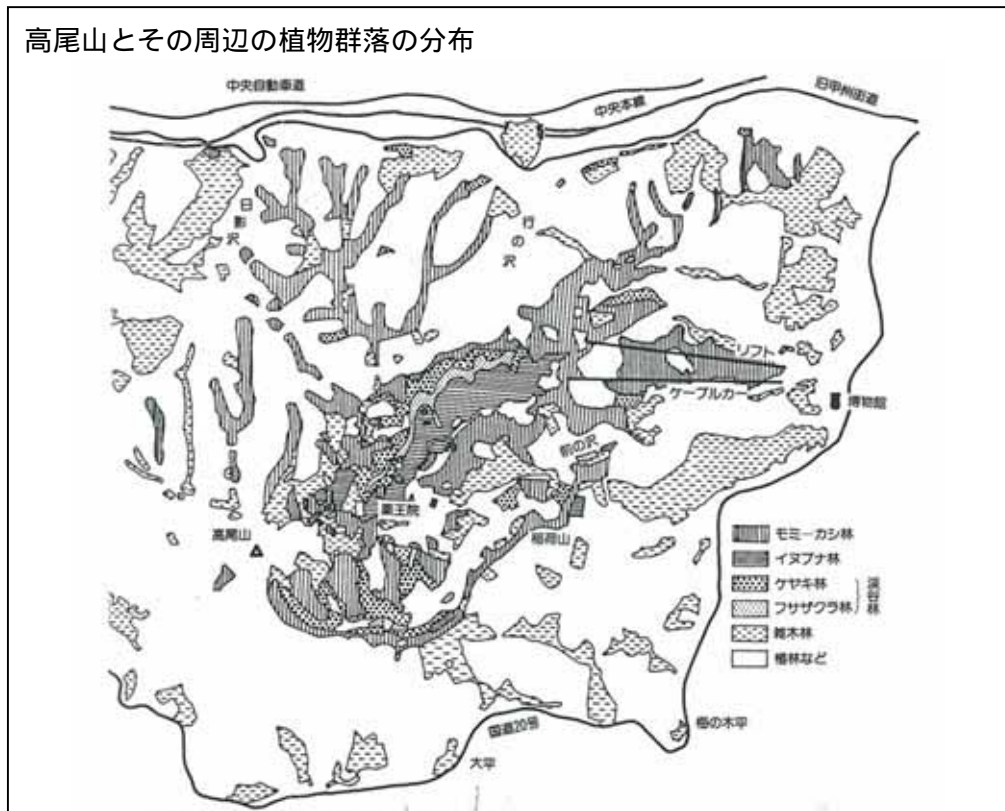 高尾山とその周辺の植物群落の分布
中央自動車道
中央本線
旧甲州街道
日影沢
行の沢
リフト
ケーブルカー
博物館
前の沢
薬王院
高尾山
稲荷山
モミーカシ林
イヌブナ林
ケヤキ林
フサザクラ林
渓谷林
雑木林
植林など
国道20号
梅の木平
大平